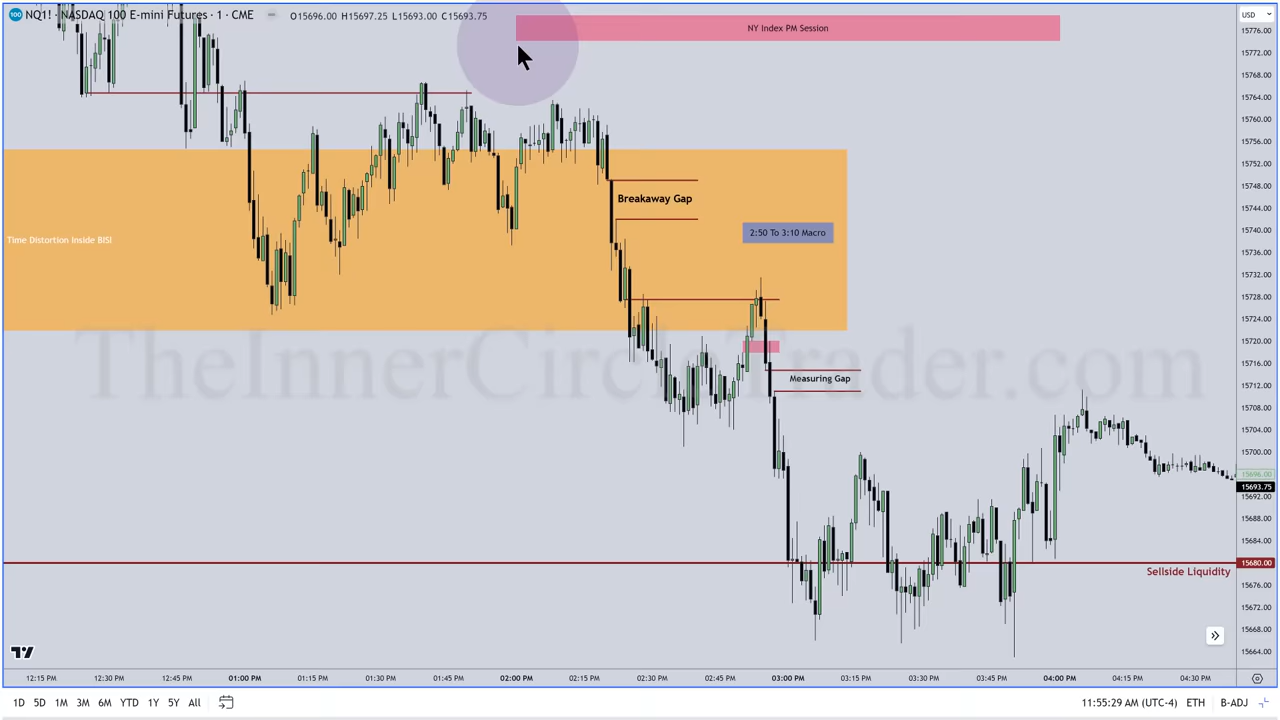 NQ1! · NASDAQ 100 E-mini Futures · 1 · CME O15696.00 H15697.25 L15693.00 C15693.75
USD
NY Index PM Session
15776.00
15772.00
15768.00
15764.00
15760.00
15756.00
15752.00
15748.00
15744.00
15740.00
15736.00
15732.00
15728.00
15724.00
15720.00
15716.00
15712.00
15708.00
15704.00
15700.00
15696.00
15693.75
15692.00
15688.00
15684.00
15680.00
15676.00
15672.00
15668.00
15664.00
Breakaway Gap
2:50 To 3:10 Macro
Time Distortion Inside BISI
TheInnerCircleTrader.com
Measuring Gap
Sellside Liquidity
12:15 PM 12:30 PM 12:45 PM 01:00 PM 01:15 PM 01:30 PM 01:45 PM 02:00 PM 02:15 PM 02:30 PM 02:45 PM 03:00 PM 03:15 PM 03:30 PM 03:45 PM 04:00 PM 04:15 PM 04:30 PM
1D 5D 1M 3M 6M YTD 1Y 5Y All 11:55:29 AM (UTC-4) ETH B-ADJ